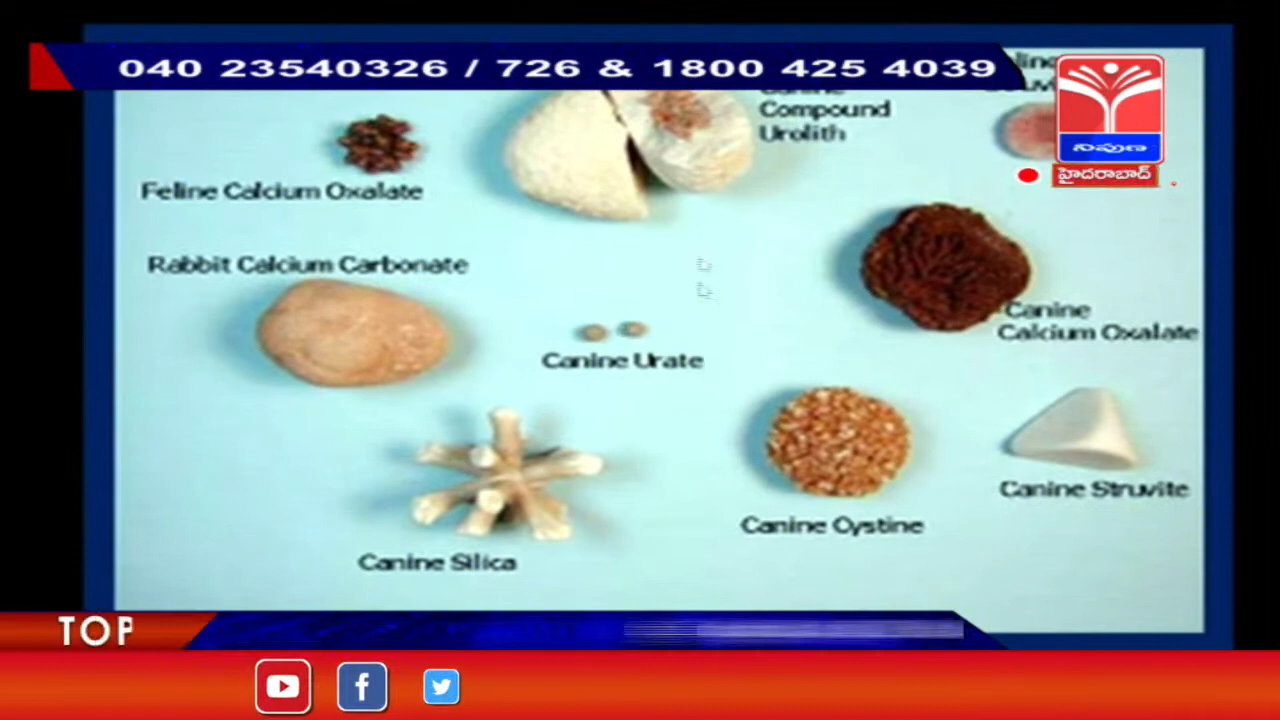 040 23540326 / 726 & 1800 425 4039
Compound
Urolith
నిపుణ
హైదరాబాద్
Feline Calcium Oxalate
Rabbit Calcium Carbonate
Canine
Calcium Oxalate
Canine Urate
Canine Struvite
Canine Cystine
Canine Silica
TOP